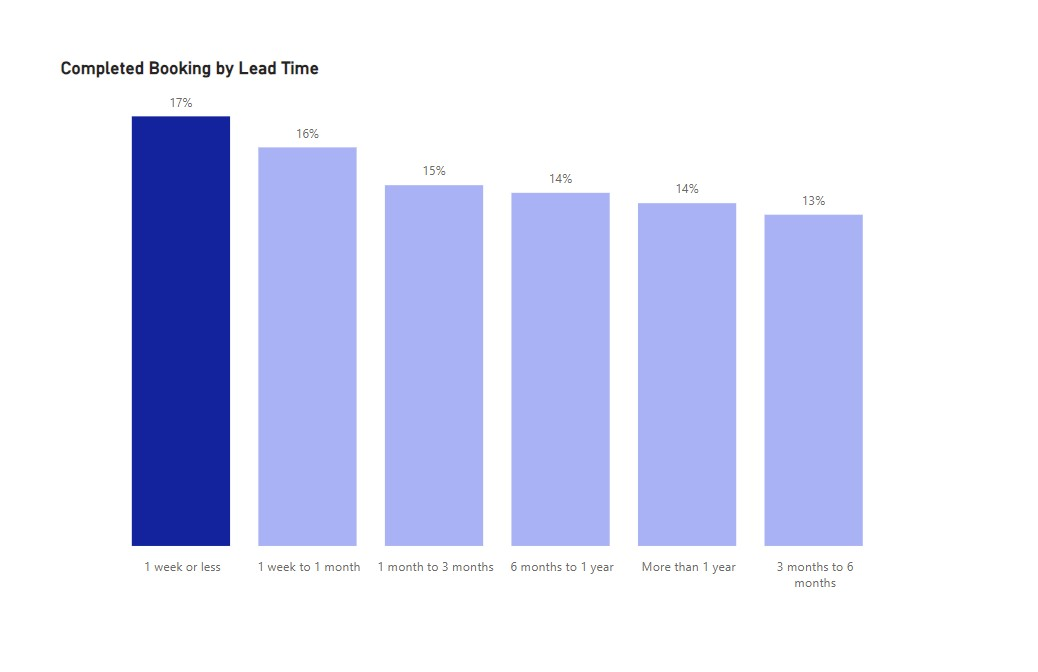 Completed Booking by Lead Time
17%
16%
15%
14%
14%
13%
1 week or less
1 week to 1 month
1 month to 3 months
6 months to 1 year
More than 1 year
3 months to 6
months